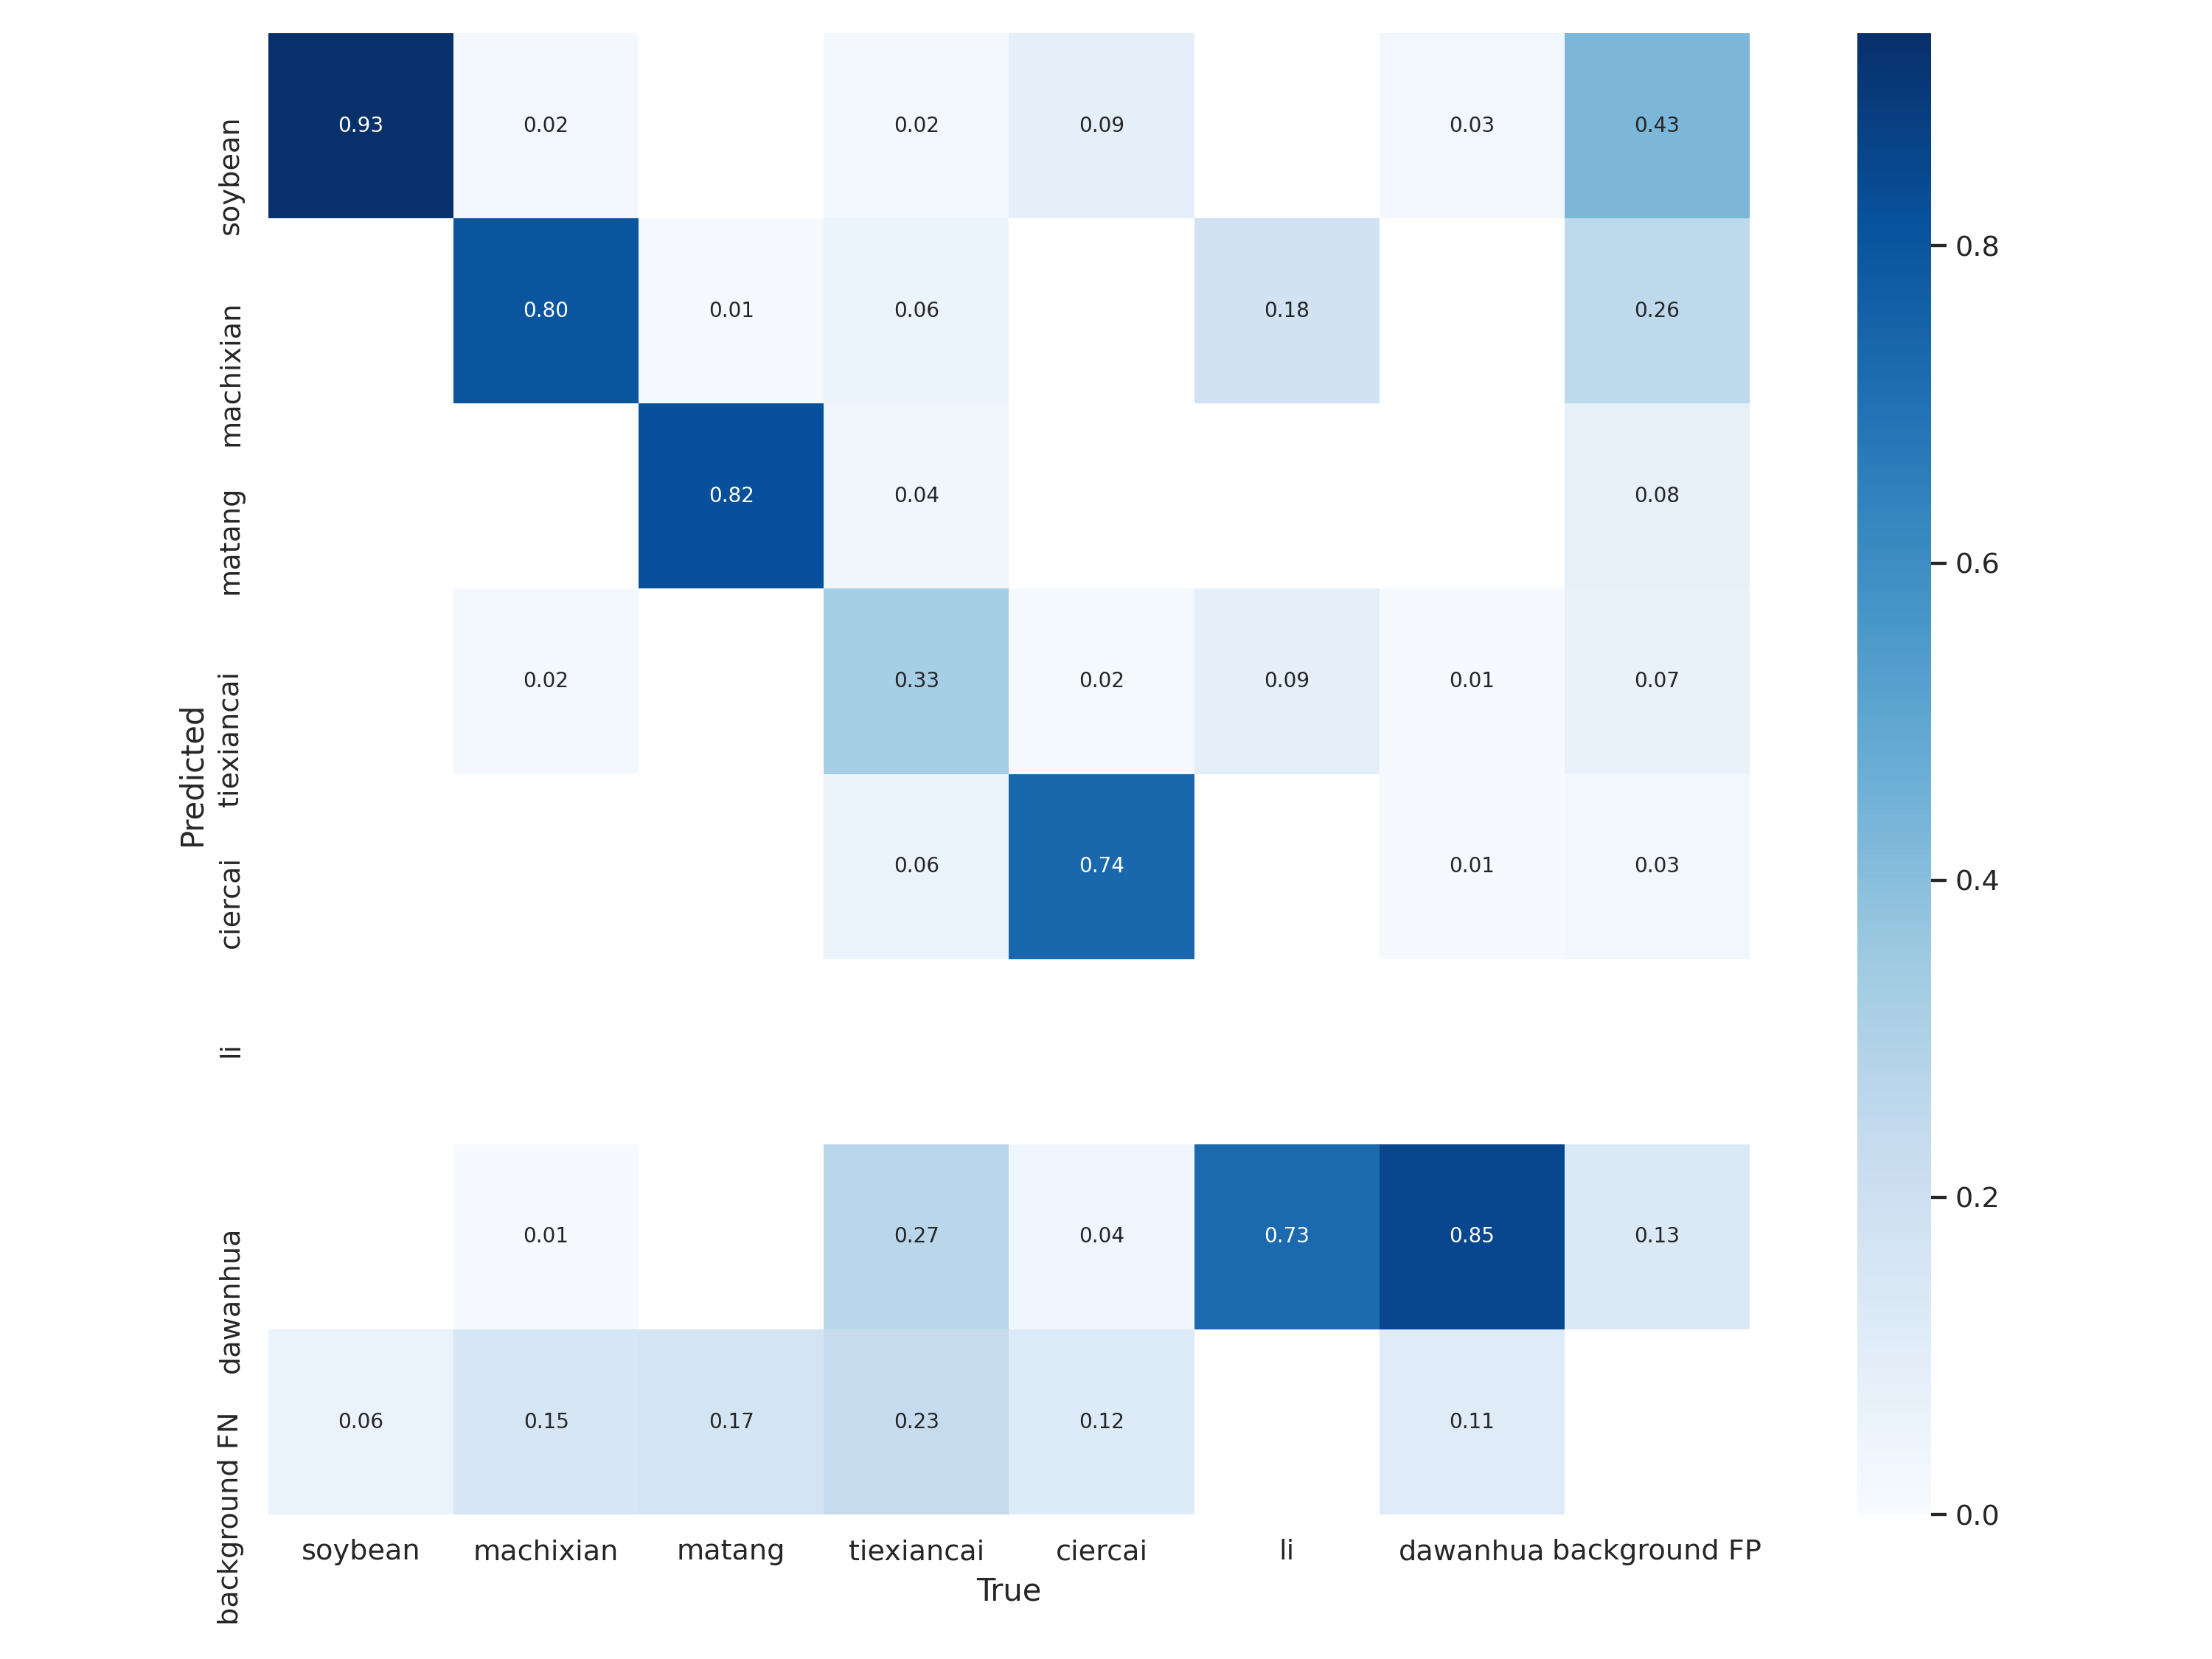 soybean 0.93 0.02 0.02 0.09 0.03 0.43
machixian 0.80 0.01 0.06 0.18 0.26
matang 0.82 0.04 0.08
tiexiancai 0.02 0.33 0.02 0.09 0.01 0.07
ciercai 0.06 0.74 0.01 0.03
li
dawanhua 0.01 0.27 0.04 0.73 0.85 0.13
background FN 0.06 0.15 0.17 0.23 0.12 0.11
Predicted
soybean machixian matang tiexiancai ciercai li dawanhua background FP
True
0.8
0.6
0.4
0.2
0.0